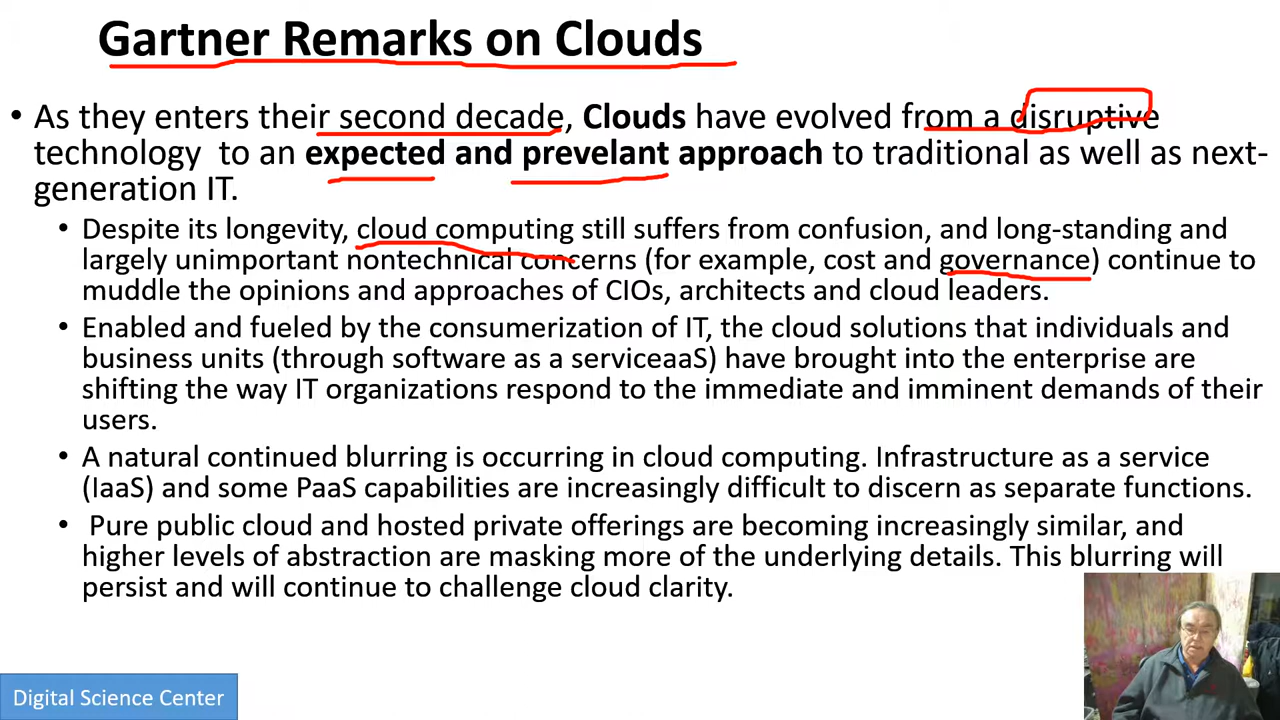 Gartner Remarks on Clouds
• As they enters their second decade, Clouds have evolved from a disruptive
technology to an expected and prevelant approach to traditional as well as next-
generation IT.
• Despite its longevity, cloud computing still suffers from confusion, and long-standing and
largely unimportant nontechnical concerns (for example, cost and governance) continue to
muddle the opinions and approaches of CIOs, architects and cloud leaders.
• Enabled and fueled by the consumerization of IT, the cloud solutions that individuals and
business units (through software as a serviceaaS) have brought into the enterprise are
shifting the way IT organizations respond to the immediate and imminent demands of their
users.
• A natural continued blurring is occurring in cloud computing. Infrastructure as a service
(IaaS) and some PaaS capabilities are increasingly difficult to discern as separate functions.
• Pure public cloud and hosted private offerings are becoming increasingly similar, and
higher levels of abstraction are masking more of the underlying details. This blurring will
persist and will continue to challenge cloud clarity.
Digital Science Center